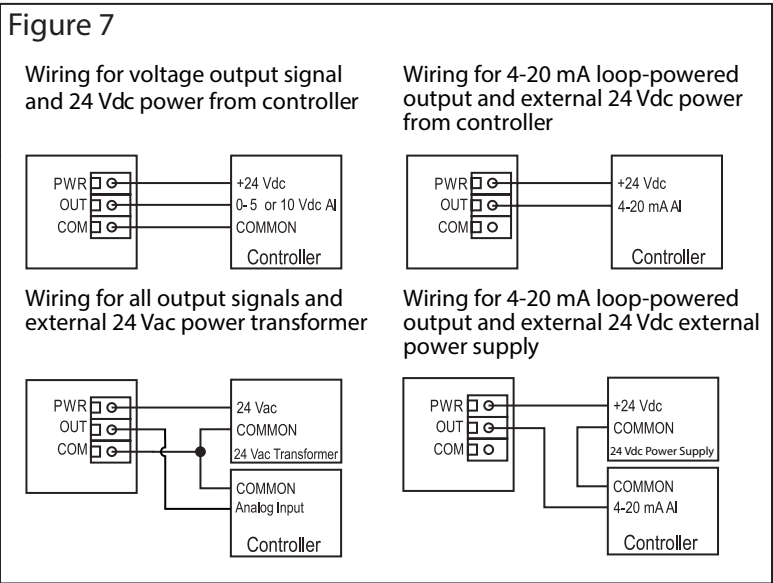 Figure 7
Wiring for voltage output signal
and 24 Vdc power from controller
PWR
OUT
COM
+24 Vdc
0-5 or 10 Vdc AI
COMMON
Controller
Wiring for 4-20 mA loop-powered
output and external 24 Vdc power
from controller
PWR
OUT
COM
+24 Vdc
4-20 mA AI
Controller
Wiring for all output signals and
external 24 Vac power transformer
PWR
OUT
COM
24 Vac
COMMON
24 Vac Transformer
COMMON
Analog Input
Controller
Wiring for 4-20 mA loop-powered
output and external 24 Vdc external
power supply
PWR
OUT
COM
+24 Vdc
COMMON
24 Vdc Power Supply
COMMON
4-20 mA AI
Controller